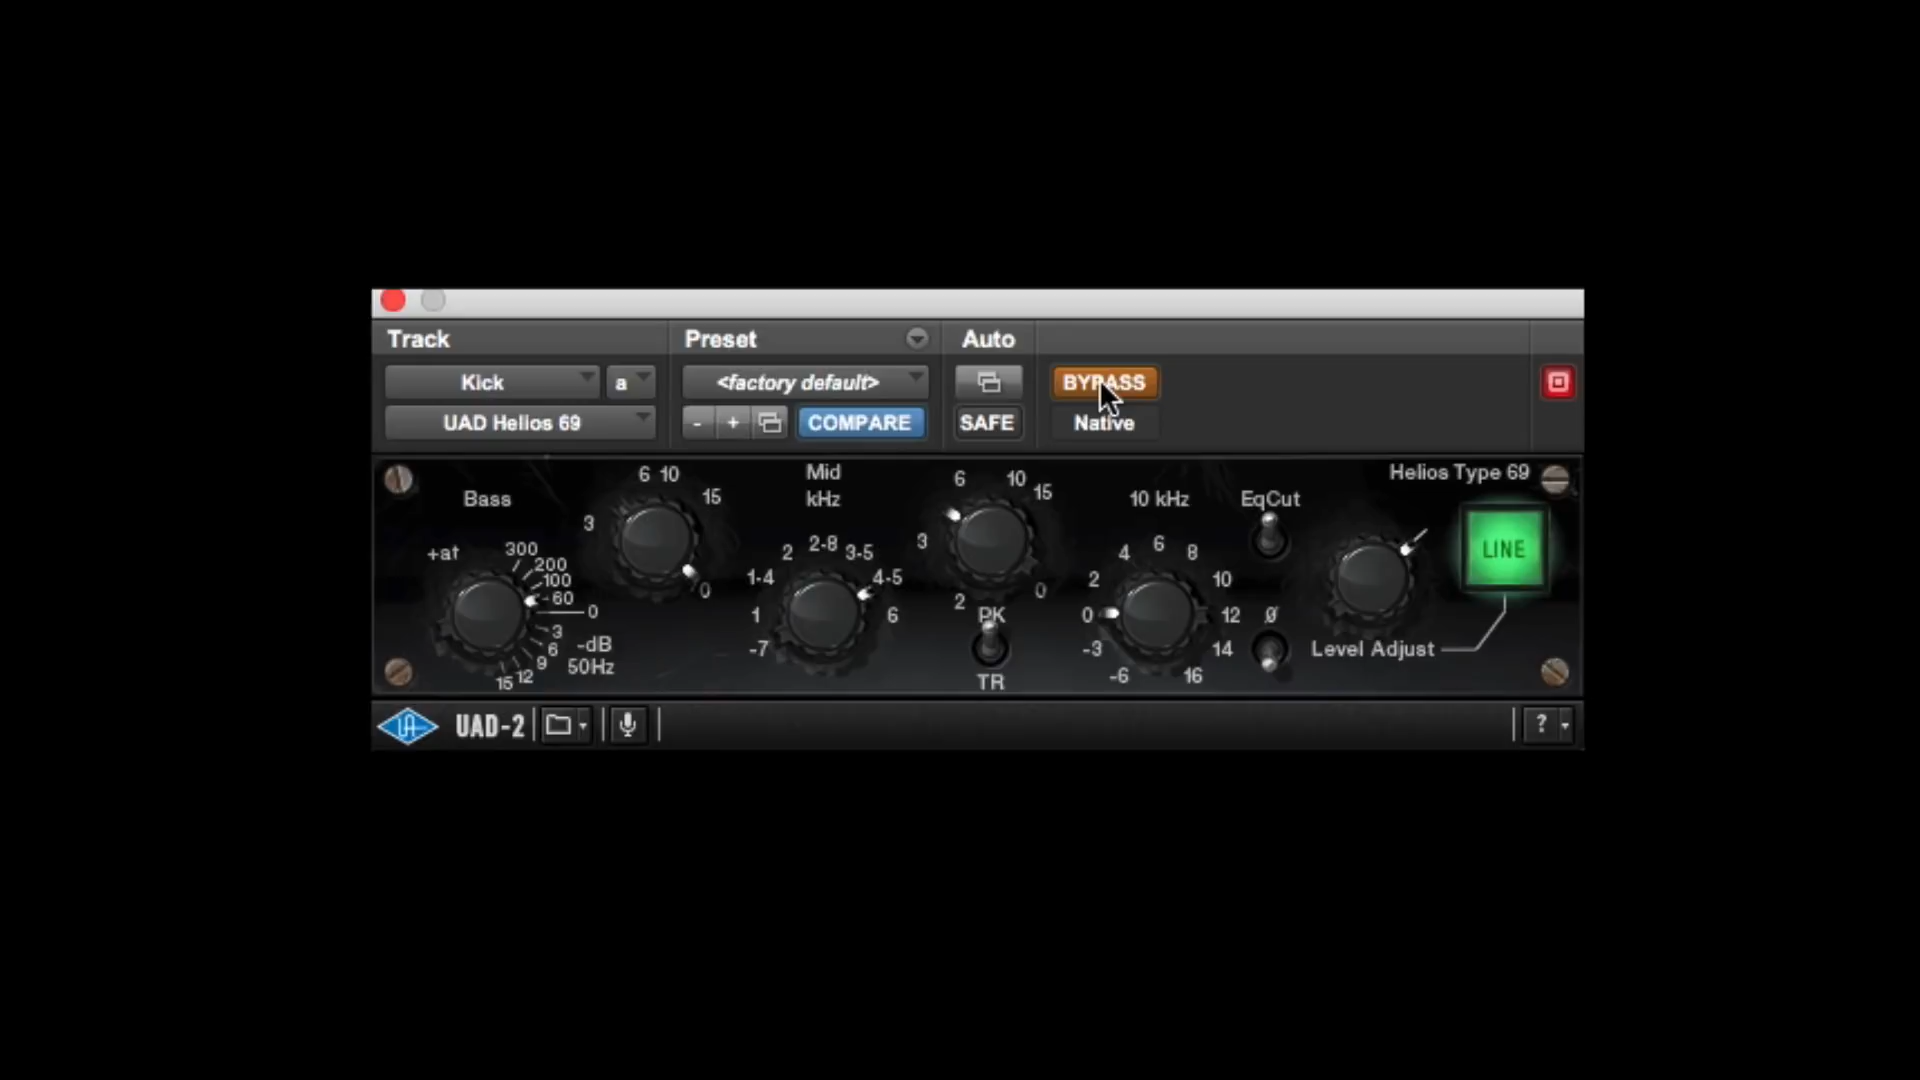 Track Preset Auto
Kick a <factory default> BYPASS
UAD Helios 69 - + COMPARE SAFE Native
Bass
+at
300
200
100
60
0
3
6
9
12
15
-dB
50Hz
3
6
10
15
0
Mid
kHz
-7
1
1-4
2
2-8
3-5
4-5
6
2
3
6
10
15
0
PK
TR
10 kHz
-6
-3
0
2
4
6
8
10
12
14
16
EqCut
Ø
Helios Type 69
LINE
Level Adjust
UAD-2
?